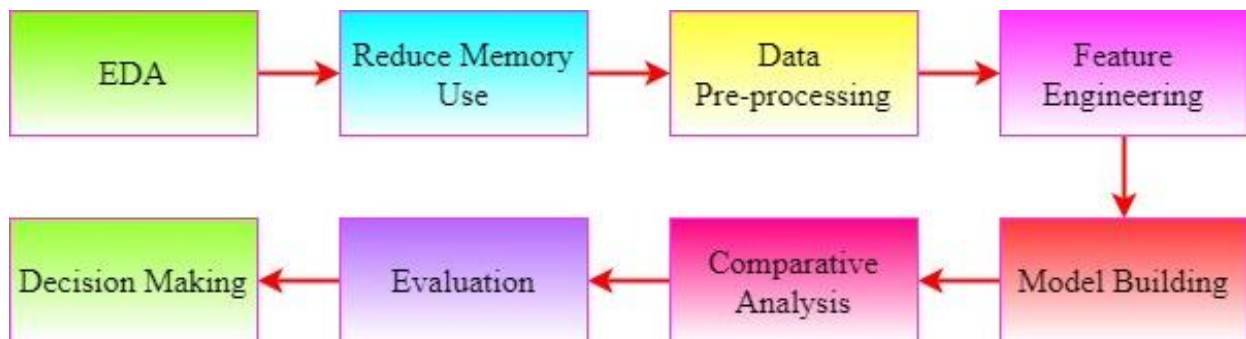 EDA
Reduce Memory
Use
Data
Pre-processing
Feature
Engineering
Decision Making
Evaluation
Comparative
Analysis
Model Building